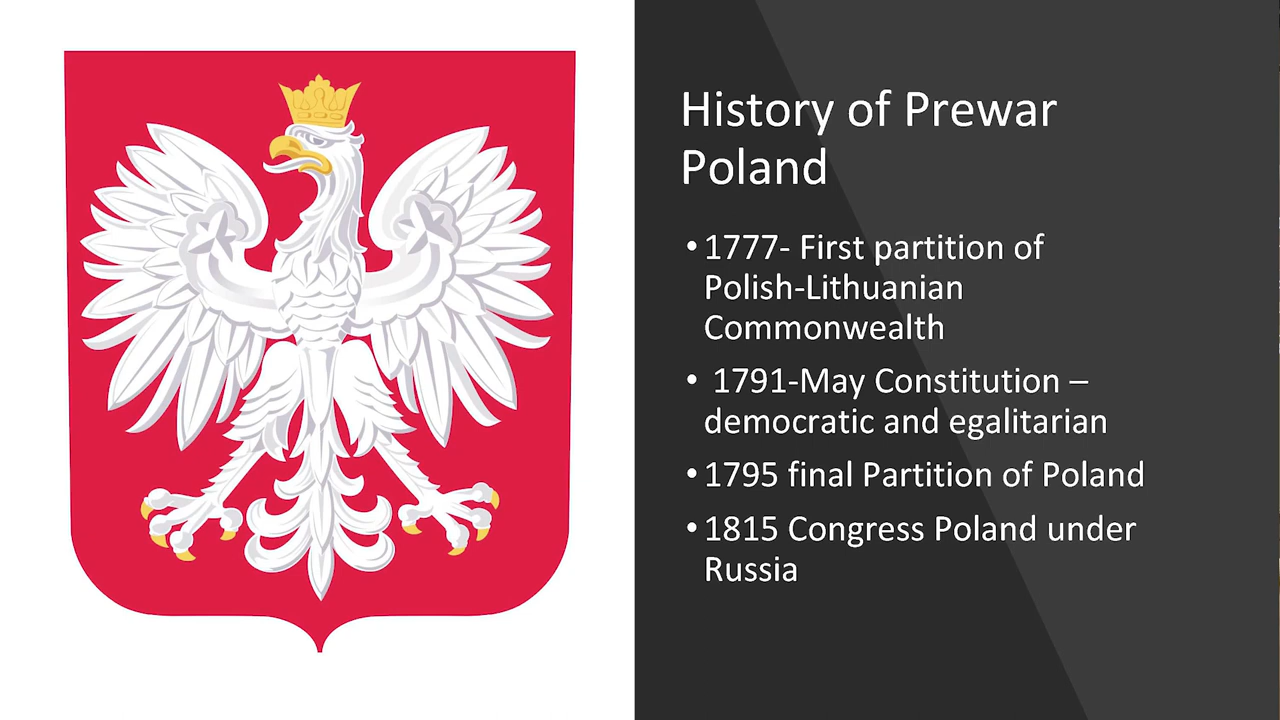 History of Prewar
Poland
• 1777- First partition of
Polish-Lithuanian
Commonwealth
• 1791-May Constitution –
democratic and egalitarian
• 1795 final Partition of Poland
• 1815 Congress Poland under
Russia